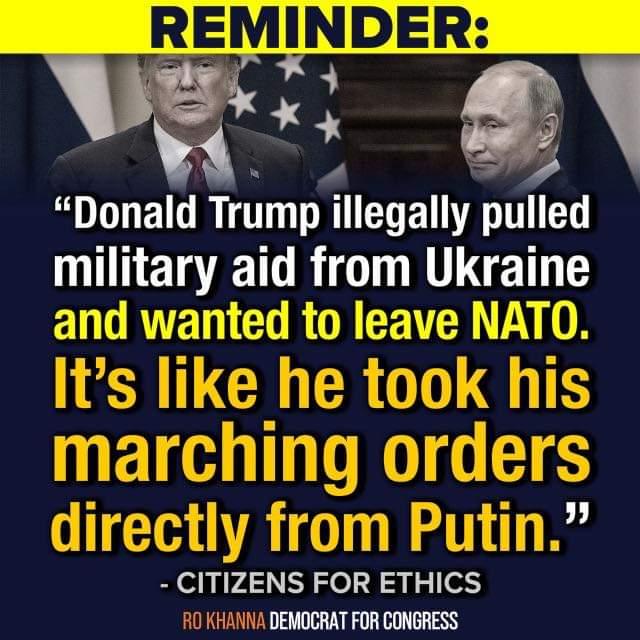 REMINDER:
“Donald Trump illegally pulled
military aid from Ukraine
and wanted to leave NATO.
It’s like he took his
marching orders
directly from Putin.”
- CITIZENS FOR ETHICS
RO KHANNA DEMOCRAT FOR CONGRESS